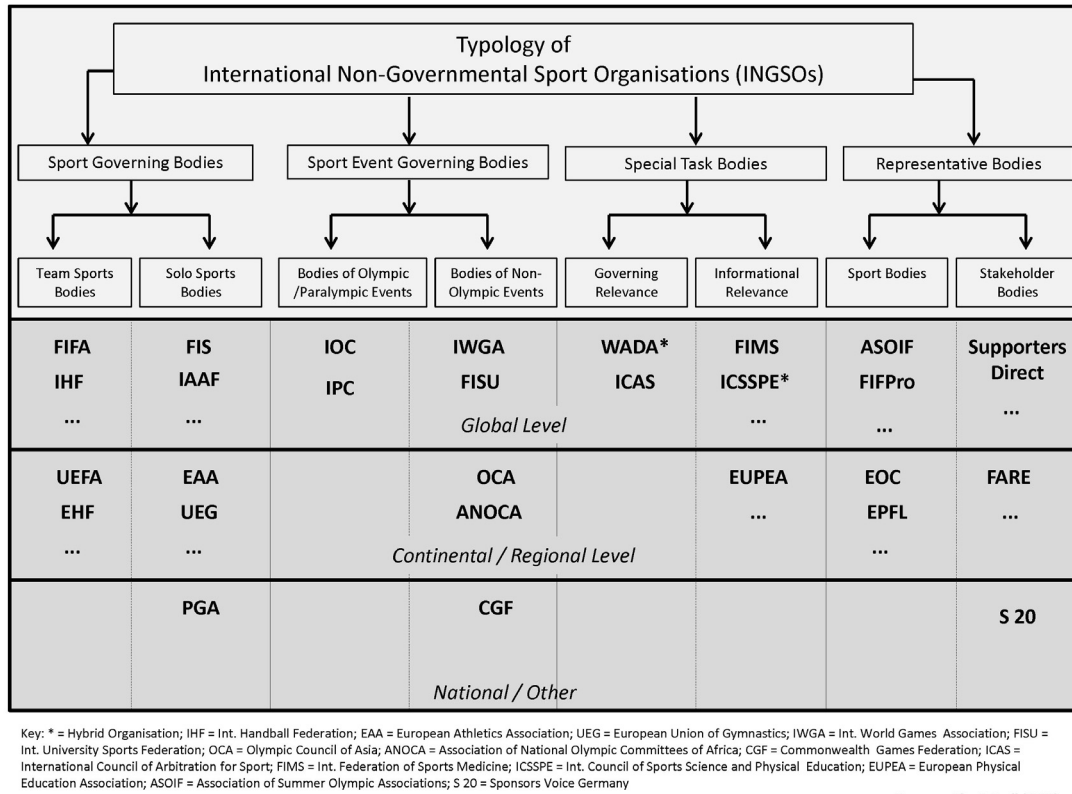 Typology of
International Non-Governmental Sport Organisations (INGSOs)
Sport Governing Bodies
Sport Event Governing Bodies
Special Task Bodies
Representative Bodies
Team Sports
Bodies
Solo Sports
Bodies
Bodies of Olympic
/Paralympic Events
Bodies of Non-
Olympic Events
Governing
Relevance
Informational
Relevance
Sport Bodies
Stakeholder
Bodies
FIFA
IHF
...
FIS
IAAF
...
IOC
IPC
IWGA
FISU
WADA*
ICAS
FIMS
ICSSPE*
...
ASOIF
FIFPro
...
Supporters
Direct
...
Global Level
UEFA
EHF
...
EAA
UEG
...
OCA
ANOCA
EUPEA
...
EOC
EPFL
...
FARE
...
Continental / Regional Level
PGA
CGF
S 20
National / Other
Key: * = Hybrid Organisation; IHF = Int. Handball Federation; EAA = European Athletics Association; UEG = European Union of Gymnastics; IWGA = Int. World Games Association; FISU =
Int. University Sports Federation; OCA = Olympic Council of Asia; ANOCA = Association of National Olympic Committees of Africa; CGF = Commonwealth Games Federation; ICAS =
International Council of Arbitration for Sport; FIMS = Int. Federation of Sports Medicine; ICSSPE = Int. Council of Sports Science and Physical Education; EUPEA = European Physical
Education Association; ASOIF = Association of Summer Olympic Associations; S 20 = Sponsors Voice Germany